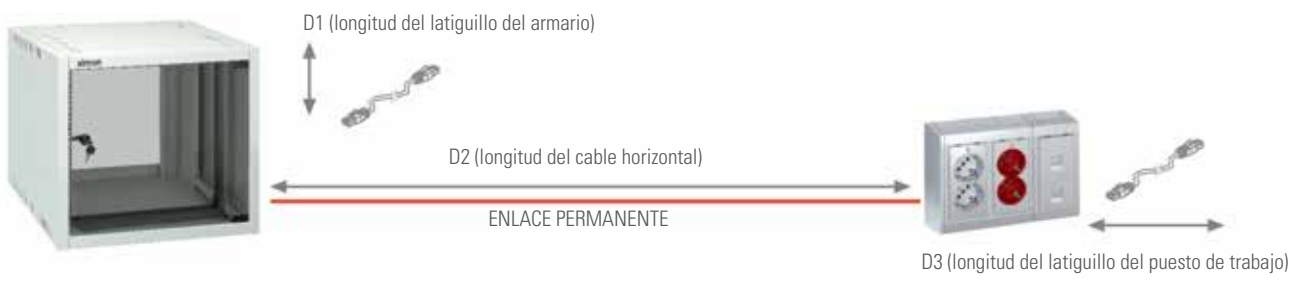 D1 (longitud del latiguillo del armario)
D2 (longitud del cable horizontal)
ENLACE PERMANENTE
D3 (longitud del latiguillo del puesto de trabajo)